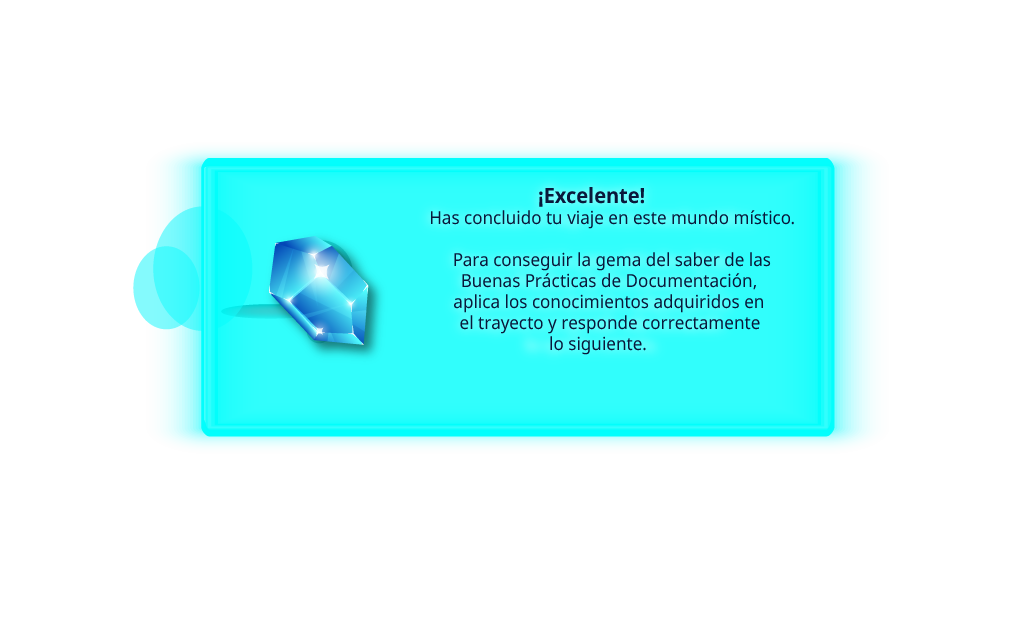 ¡Excelente!
Has concluido tu viaje en este mundo místico.
Para conseguir la gema del saber de las
Buenas Prácticas de Documentación,
aplica los conocimientos adquiridos en
el trayecto y responde correctamente
lo siguiente.